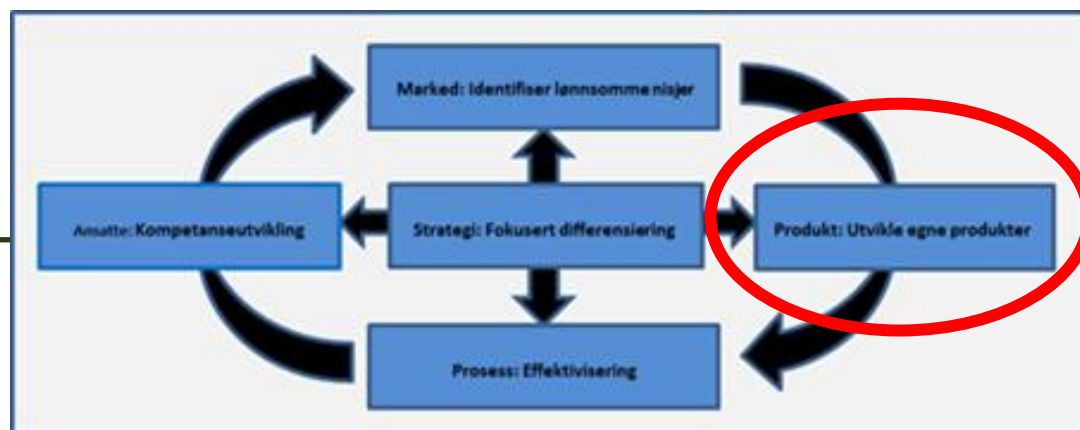 Marked: Identifiser lønnsomme nisjer
Ansatte: Kompetanseutvikling
Strategi: Fokusert differensiering
Produkt: Utvikle egne produkter
Prosess: Effektivisering